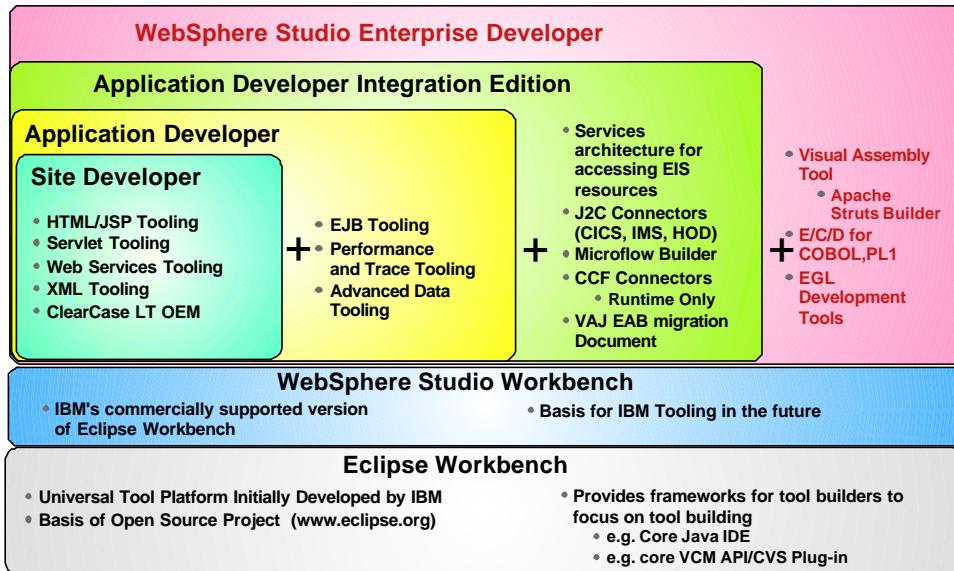 WebSphere Studio Enterprise Developer
Application Developer Integration Edition
Application Developer
Site Developer
• HTML/JSP Tooling
• Servlet Tooling
• Web Services Tooling
• XML Tooling
• ClearCase LT OEM
+
• EJB Tooling
• Performance
and Trace Tooling
• Advanced Data
Tooling
+
• Services
architecture for
accessing EIS
resources
• J2C Connectors
(CICS, IMS, HOD)
• Microflow Builder
• CCF Connectors
• Runtime Only
• VAJ EAB migration
Document
+
• Visual Assembly
Tool
• Apache
Struts Builder
• E/C/D for
COBOL,PL1
• EGL
Development
Tools
WebSphere Studio Workbench
• IBM's commercially supported version
of Eclipse Workbench
• Basis for IBM Tooling in the future
Eclipse Workbench
• Universal Tool Platform Initially Developed by IBM
• Basis of Open Source Project (www.eclipse.org)
• Provides frameworks for tool builders to
focus on tool building
• e.g. Core Java IDE
• e.g. core VCM API/CVS Plug-in